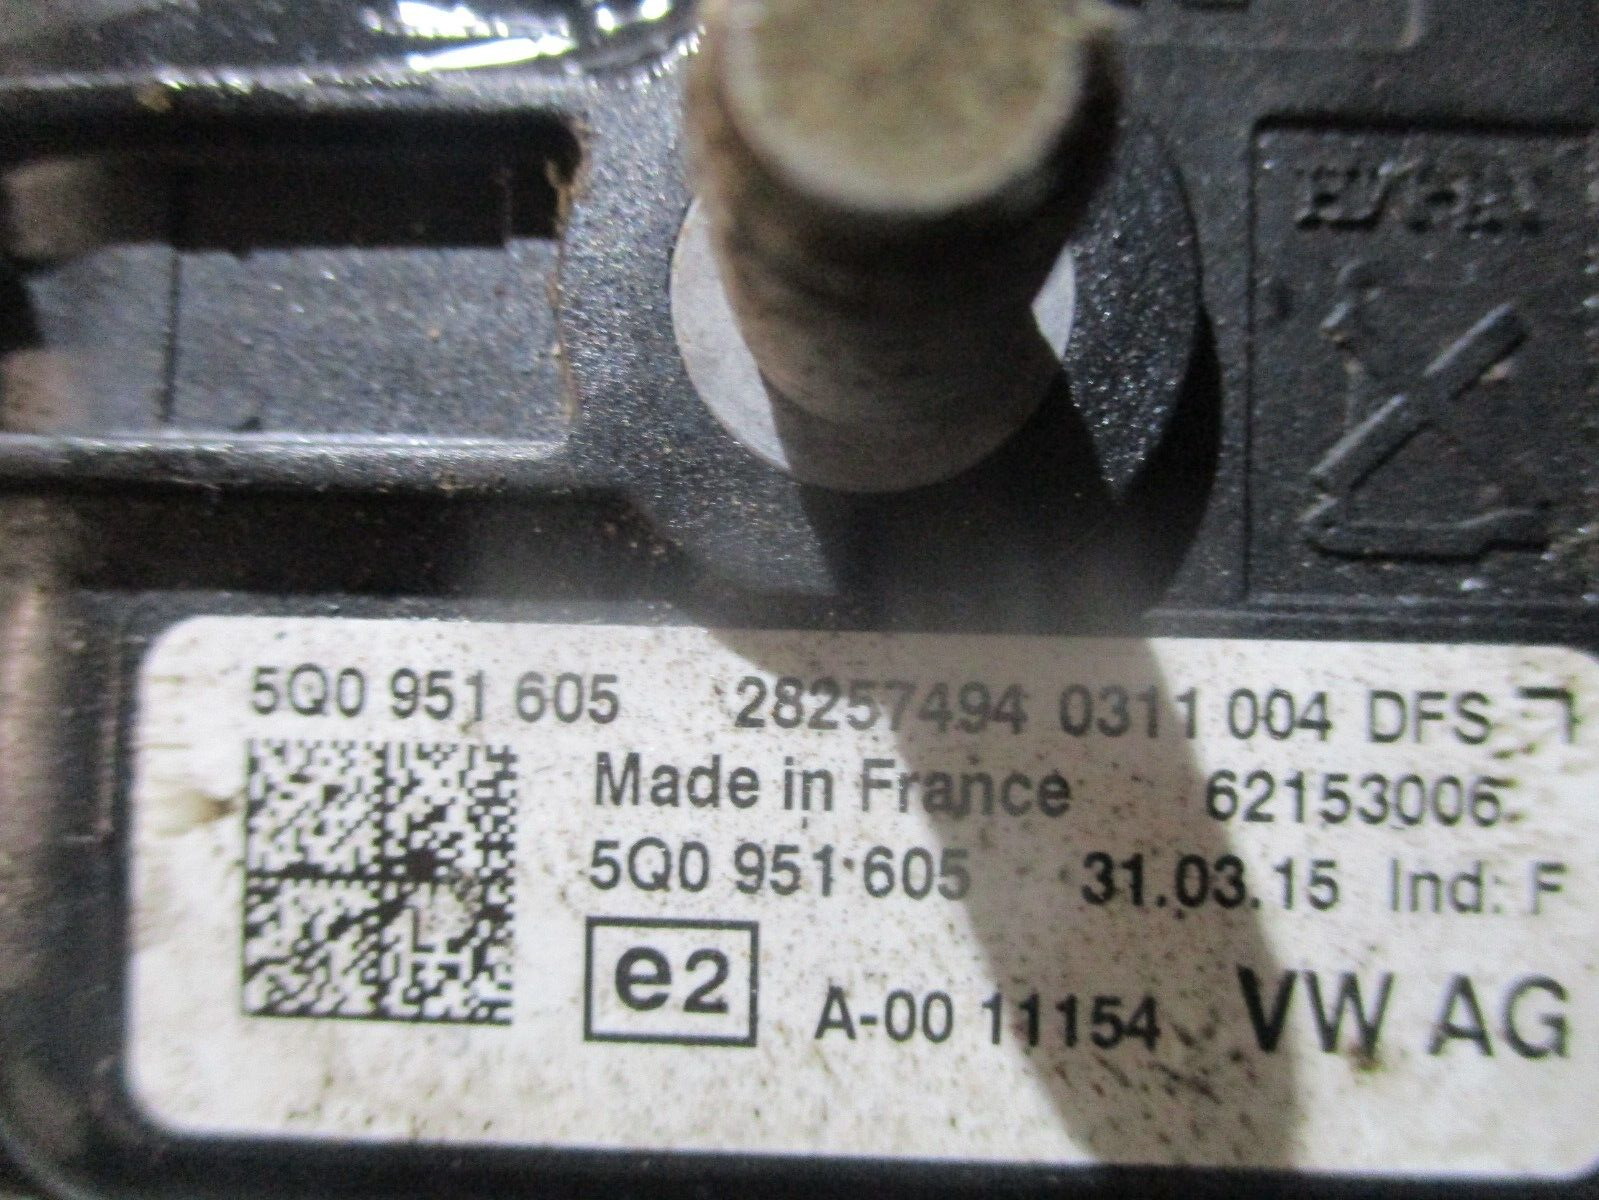 5Q0 951 605 28257494 0311 004 DFS
Made in France 62153006
5Q0 951 605 31.03.15 Ind: F
e2 A-00 11154 VW AG